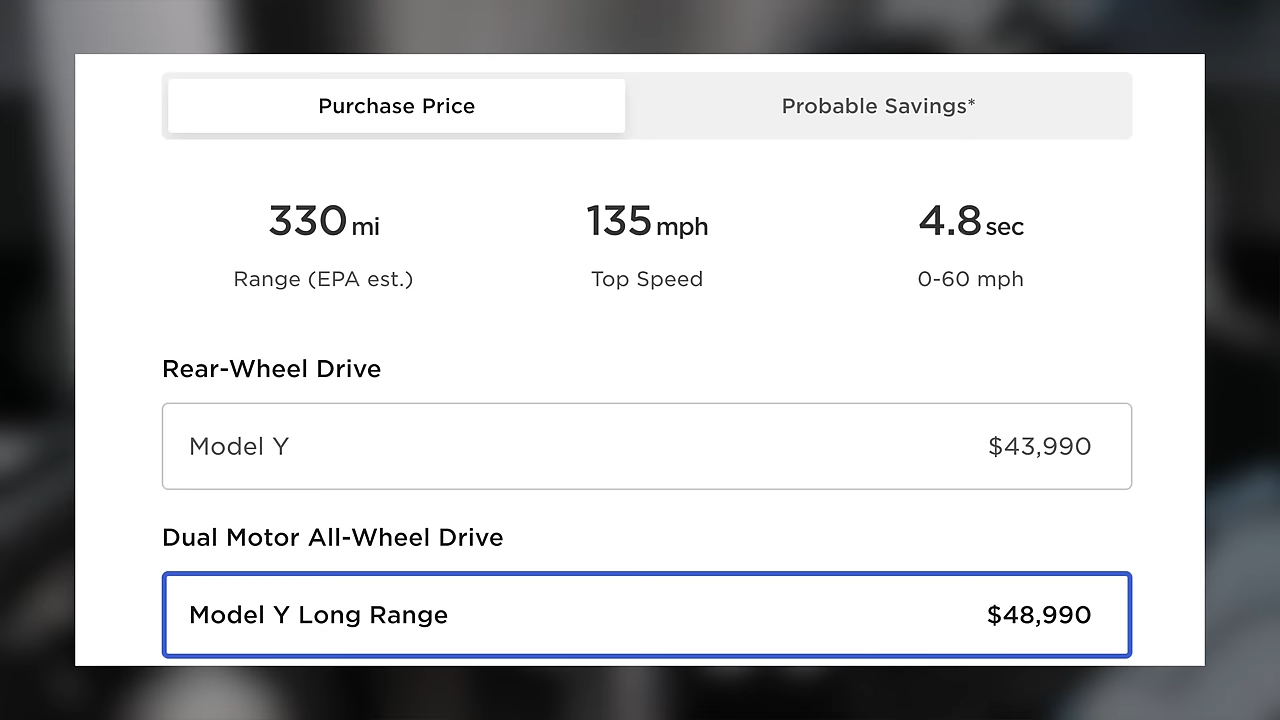 Purchase Price Probable Savings*
330 mi 135 mph 4.8 sec
Range (EPA est.) Top Speed 0-60 mph
Rear-Wheel Drive
Model Y $43,990
Dual Motor All-Wheel Drive
Model Y Long Range $48,990